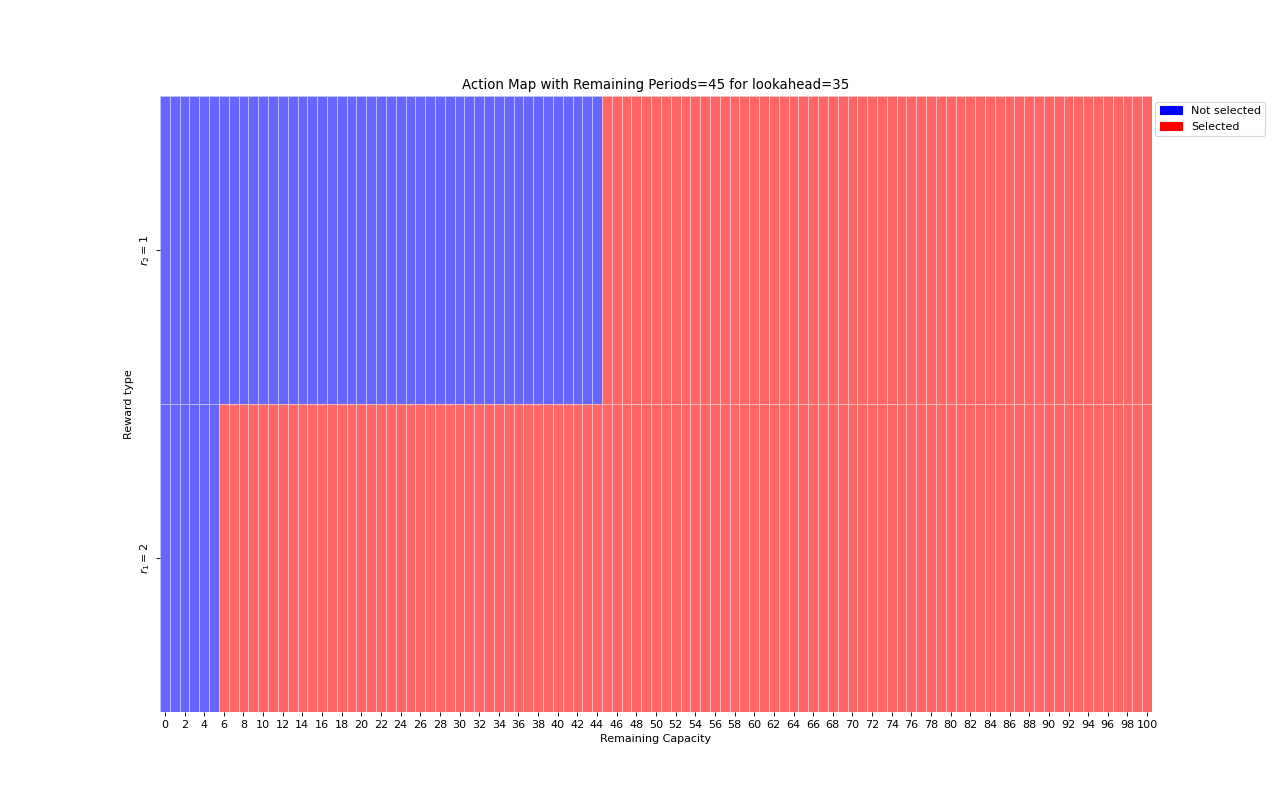 Action Map with Remaining Periods=45 for lookahead=35
Not selected
Selected
r₂ = 1
Reward type
r₁ = 2
0 2 4 6 8 10 12 14 16 18 20 22 24 26 28 30 32 34 36 38 40 42 44 46 48 50 52 54 56 58 60 62 64 66 68 70 72 74 76 78 80 82 84 86 88 90 92 94 96 98 100
Remaining Capacity